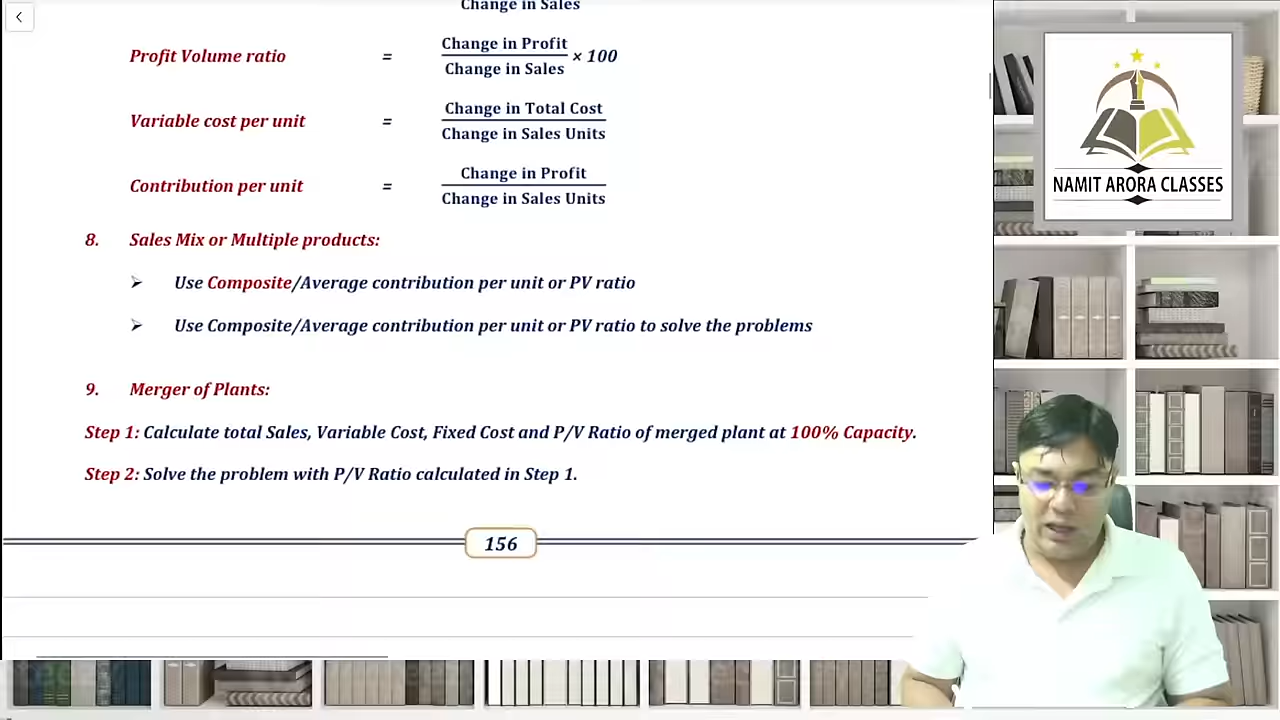 Change in Sales
Profit Volume ratio = Change in Profit / Change in Sales × 100
Variable cost per unit = Change in Total Cost / Change in Sales Units
Contribution per unit = Change in Profit / Change in Sales Units
8. Sales Mix or Multiple products:
➢ Use Composite/Average contribution per unit or PV ratio
➢ Use Composite/Average contribution per unit or PV ratio to solve the problems
9. Merger of Plants:
Step 1: Calculate total Sales, Variable Cost, Fixed Cost and P/V Ratio of merged plant at 100% Capacity.
Step 2: Solve the problem with P/V Ratio calculated in Step 1.
156
NAMIT ARORA CLASSES